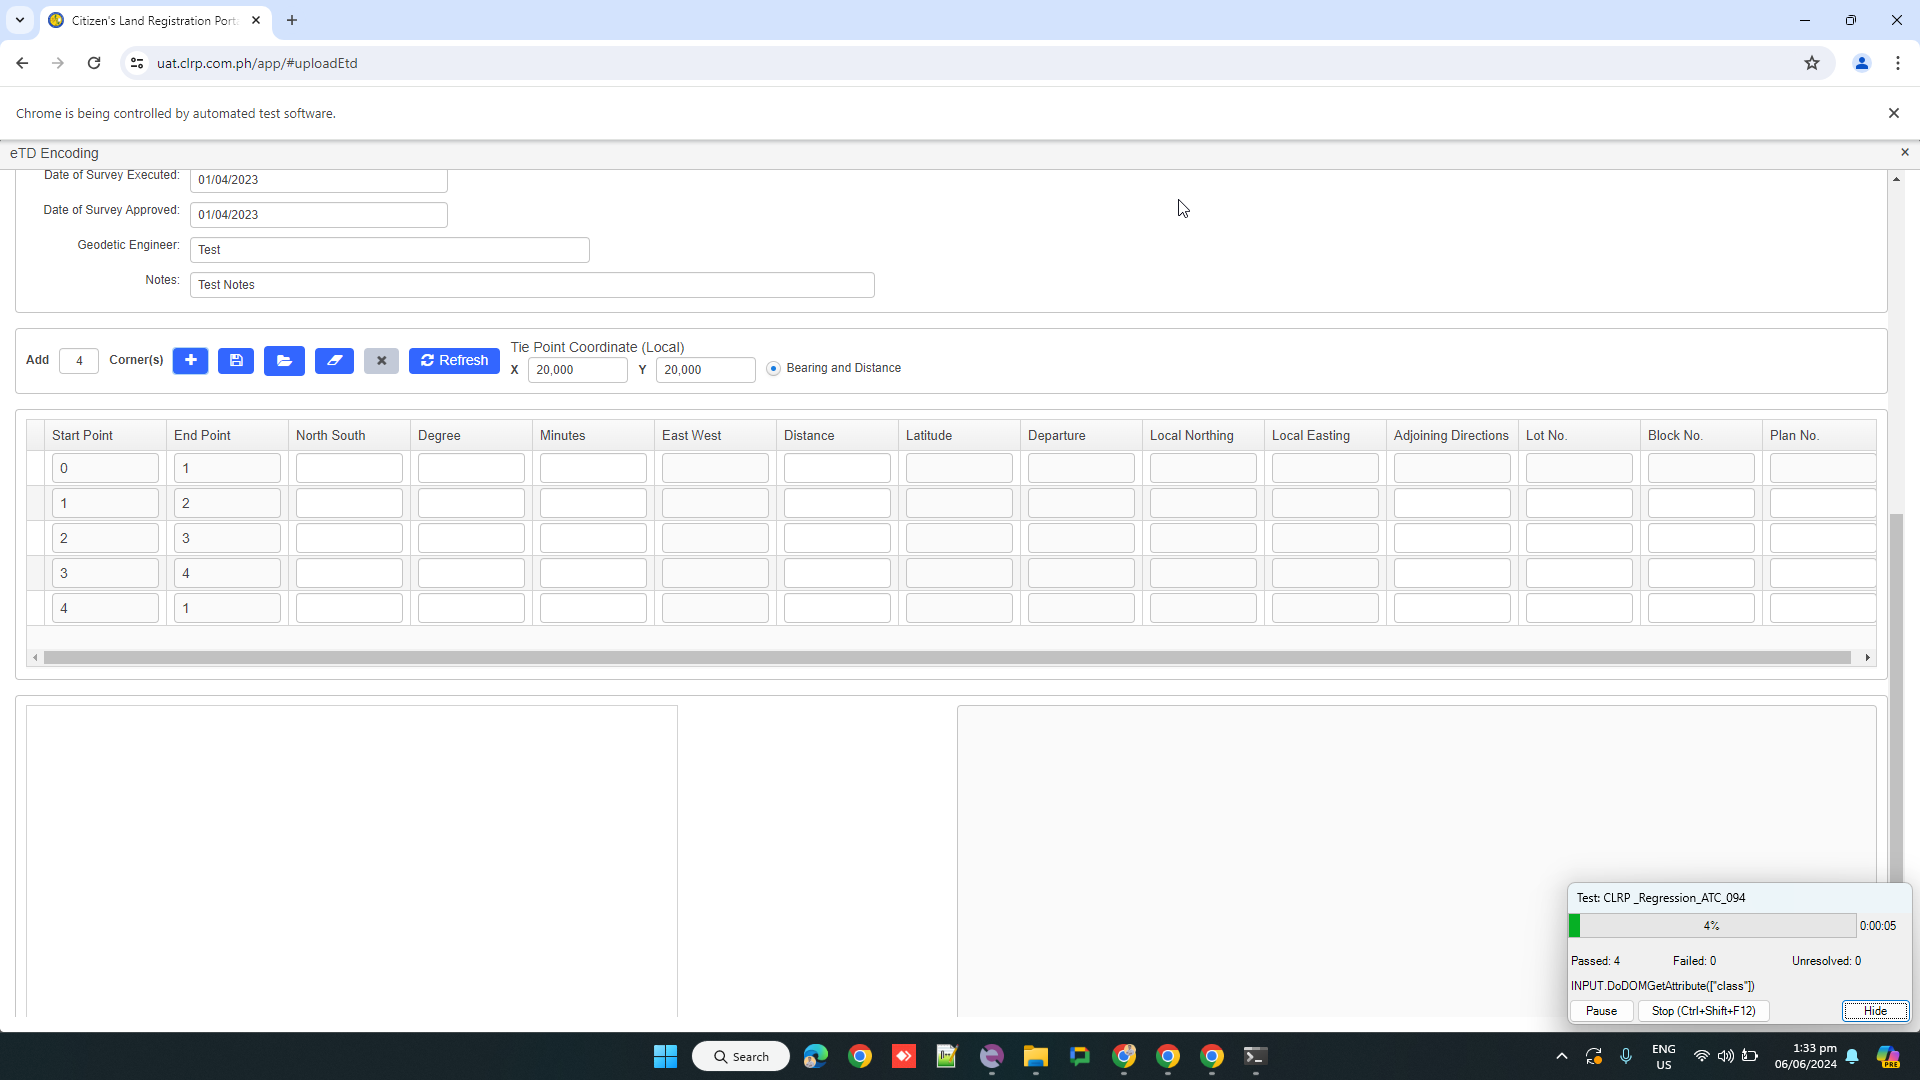 Citizen's Land Registration Port
uat.clrp.com.ph/app/#uploadEtd
Chrome is being controlled by automated test software.
eTD Encoding
Date of Survey Executed: 01/04/2023
Date of Survey Approved: 01/04/2023
Geodetic Engineer: Test
Notes: Test Notes
Add 4 Corner(s) Refresh
Tie Point Coordinate (Local)
X 20,000 Y 20,000 Bearing and Distance
Start Point End Point North South Degree Minutes East West Distance Latitude Departure Local Northing Local Easting Adjoining Directions Lot No. Block No. Plan No.
0 1
1 2
2 3
3 4
4 1
Test: CLRP _Regression_ATC_094
4% 0:00:05
Passed: 4 Failed: 0 Unresolved: 0
INPUT.DoDOMGetAttribute(["class"])
Pause Stop (Ctrl+Shift+F12) Hide
Search
ENG
US
1:33 pm
06/06/2024
PRE